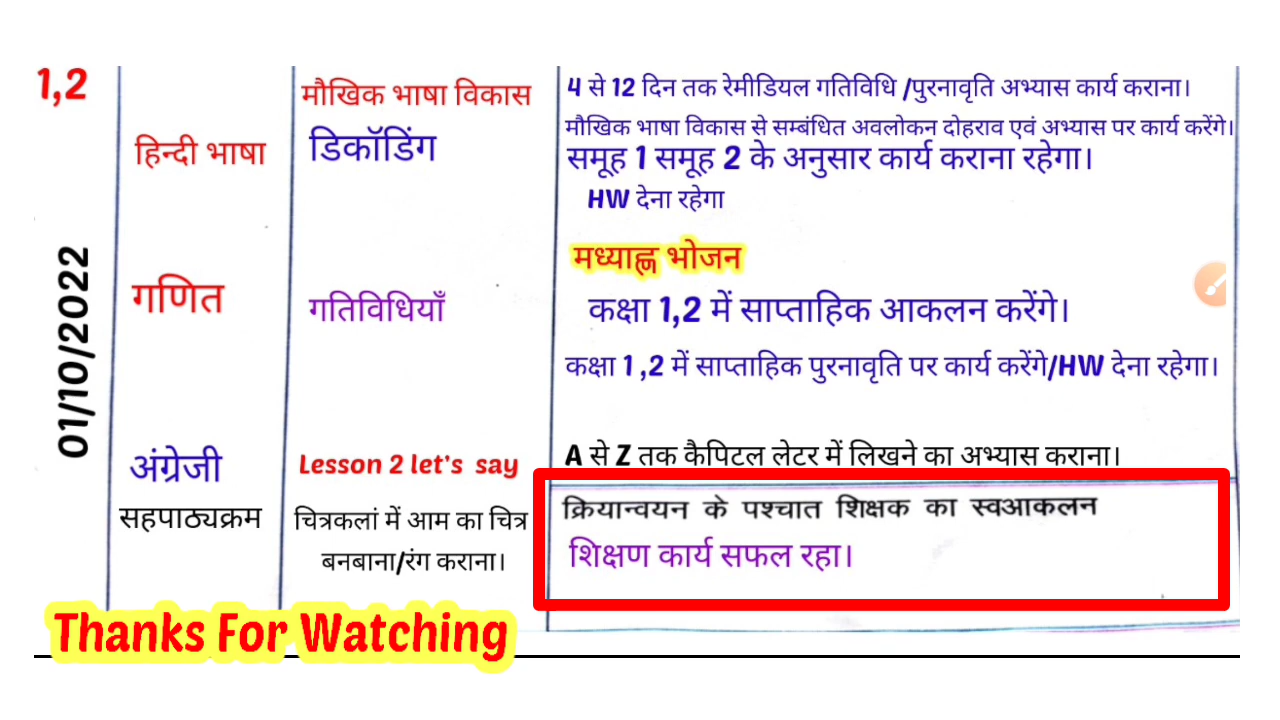 1,2
मौखिक भाषा विकास
4 से 12 दिन तक रेमीडियल गतिविधि /पुरनावृति अभ्यास कार्य कराना।
मौखिक भाषा विकास से सम्बंधित अवलोकन दोहराव एवं अभ्यास पर कार्य करेंगे।
हिन्दी भाषा
डिकॉडिंग
समूह 1 समूह 2 के अनुसार कार्य कराना रहेगा।
HW देना रहेगा
मध्याह्ण भोजन
01/10/2022
गणित
गतिविधियाँ
कक्षा 1,2 में साप्ताहिक आकलन करेंगे।
कक्षा 1,2 में साप्ताहिक पुरनावृति पर कार्य करेंगे/HW देना रहेगा।
अंग्रेजी
Lesson 2 let's say
A से Z तक कैपिटल लेटर में लिखने का अभ्यास कराना।
सहपाठ्यक्रम
चित्रकलां में आम का चित्र
बनबाना/रंग कराना।
क्रियान्वयन के पश्चात शिक्षक का स्वआकलन
शिक्षण कार्य सफल रहा।
Thanks For Watching